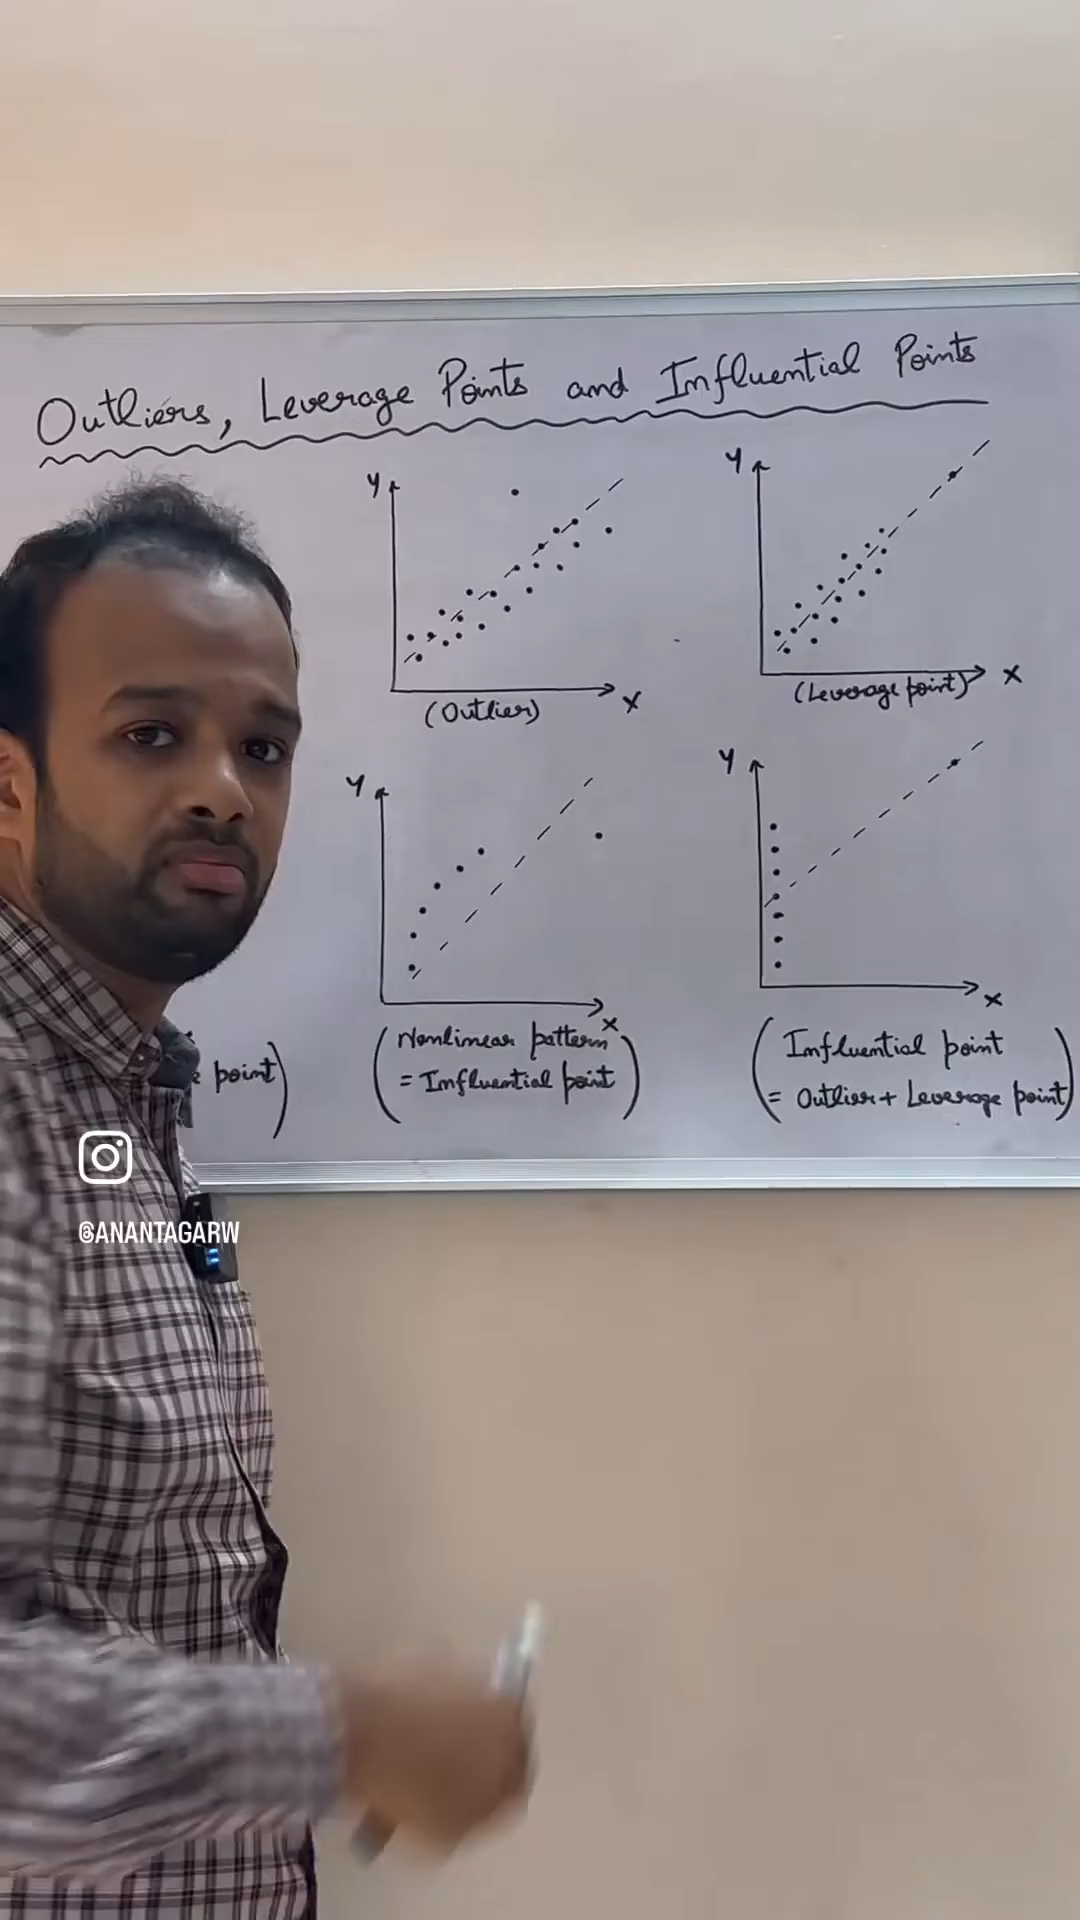 Outliers, Leverage Points and Influential Points
Y
X
(Outlier)
Y
X
(Leverage point)
Y
X
(Nonlinear pattern
= Influential point)
Y
X
(Influential point
= Outlier + Leverage point)
point)
@ANANTAGARW